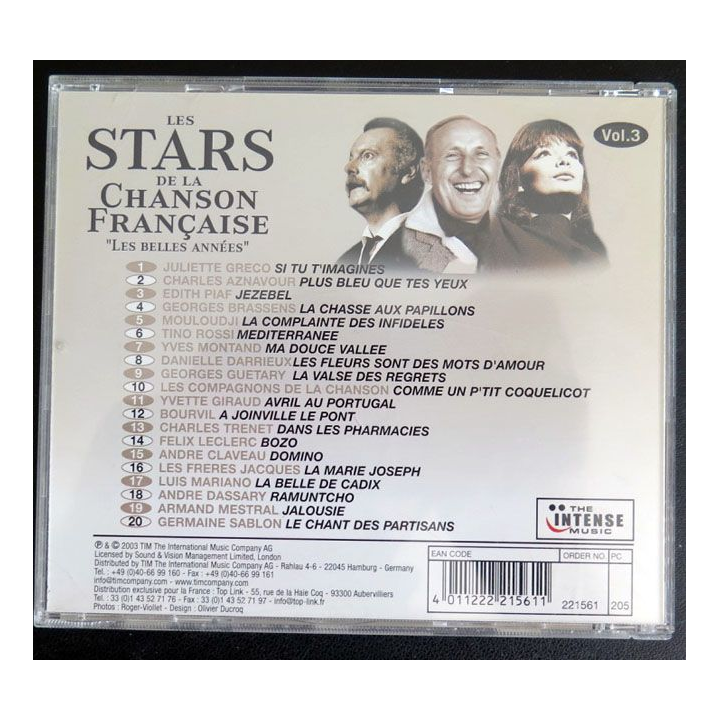 LES
STARS
DE LA
CHANSON
FRANÇAISE
"LES BELLES ANNÉES"
Vol.3
1 JULIETTE GRECO SI TU T'IMAGINES
2 CHARLES AZNAVOUR PLUS BLEU QUE TES YEUX
3 EDITH PIAF JEZEBEL
4 GEORGES BRASSENS LA CHASSE AUX PAPILLONS
5 MOULOUDJI LA COMPLAINTE DES INFIDELES
6 TINO ROSSI MEDITERRANEE
7 YVES MONTAND MA DOUCE VALLEE
8 DANIELLE DARRIEUX LES FLEURS SONT DES MOTS D'AMOUR
9 GEORGES GUETARY LA VALSE DES REGRETS
10 LES COMPAGNONS DE LA CHANSON COMME UN P'TIT COQUELICOT
11 YVETTE GIRAUD AVRIL AU PORTUGAL
12 BOURVIL A JOINVILLE LE PONT
13 CHARLES TRENET DANS LES PHARMACIES
14 FELIX LECLERC BOZO
15 ANDRE CLAVEAU DOMINO
16 LES FRERES JACQUES LA MARIE JOSEPH
17 LUIS MARIANO LA BELLE DE CADIX
18 ANDRE DASSARY RAMUNTCHO
19 ARMAND MESTRAL JALOUSIE
20 GERMAINE SABLON LE CHANT DES PARTISANS
THE
INTENSE
MUSIC
℗ & © 2003 TIM The International Music Company AG
Licensed by Sound & Vision Management Limited, London
Distributed by TIM The International Music Company AG - Rahlau 4-6 - 22045 Hamburg - Germany
Tel. : +49 (0)40-66 99 160 - Fax : +49 (0)40-66 99 161
info@timcompany.com - www.timcompany.com
Distribution exclusive pour la France : Top Link - 55, rue de la Haie Coq - 93300 Aubervilliers
Tel. : 33 (0)1 43 52 71 76 - Fax : 33 (0)1 43 52 71 97 - info@top-link.fr
Photos : Roger-Viollet - Design : Olivier Ducroq
EAN CODE
ORDER NO.
PC
4 011222 215611
221561
205